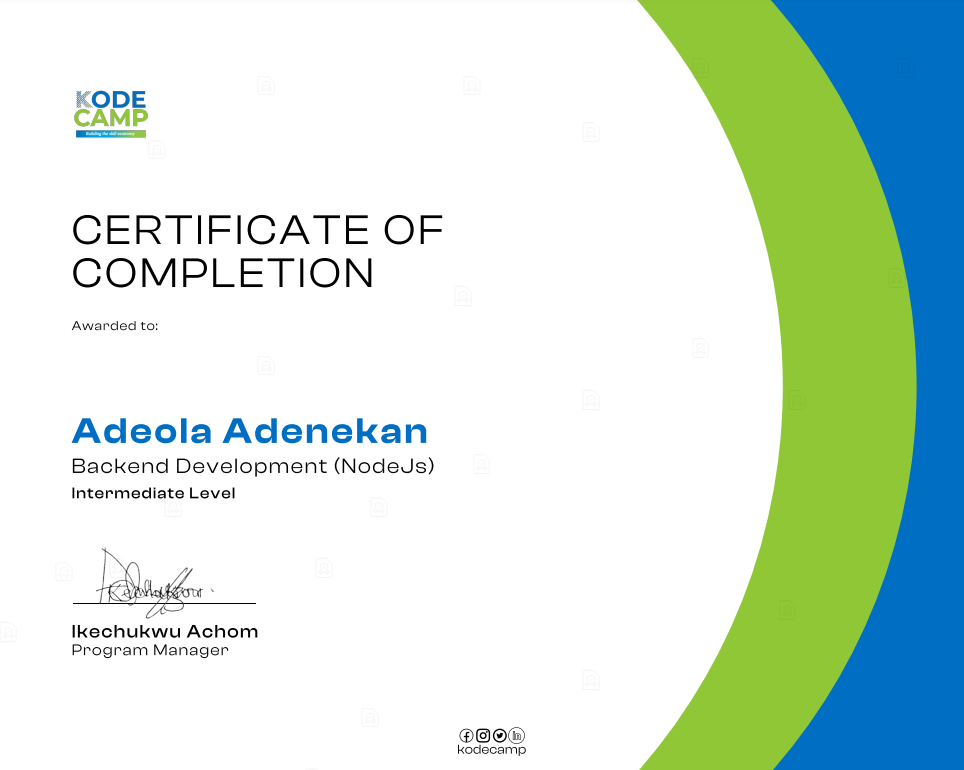 KODE
CAMP
Building the skill economy
CERTIFICATE OF
COMPLETION
Awarded to:
Adeola Adenekan
Backend Development (NodeJs)
Intermediate Level
Ikechukwu Achom
Program Manager
kodecamp